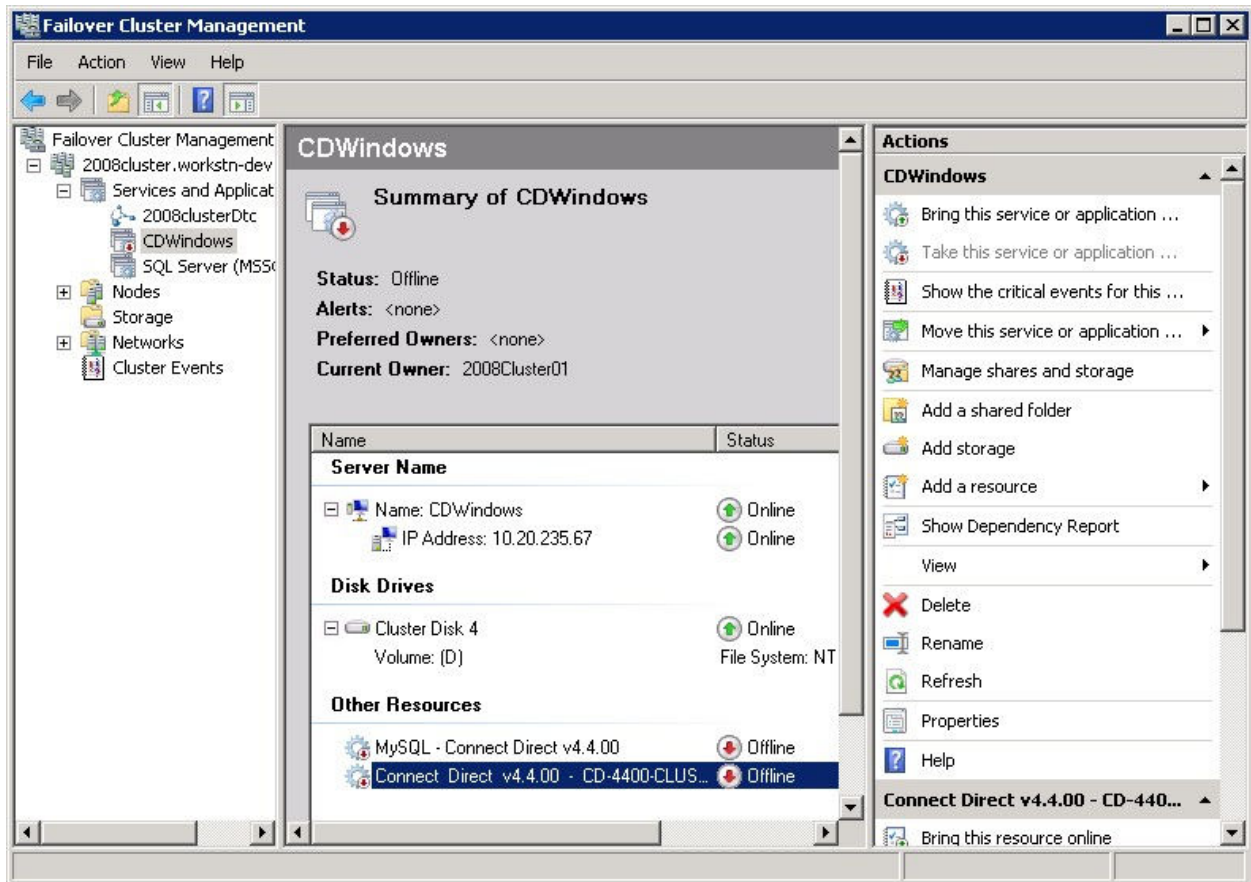 Failover Cluster Management
File Action View Help
Failover Cluster Management
2008cluster.workstn-dev
Services and Applicat
2008clusterDtc
CDWindows
SQL Server (MSS
Nodes
Storage
Networks
Cluster Events
CDWindows
Summary of CDWindows
Status: Offline
Alerts: <none>
Preferred Owners: <none>
Current Owner: 2008Cluster01
Name Status
Server Name
Name: CDWindows Online
IP Address: 10.20.235.67 Online
Disk Drives
Cluster Disk 4 Online
Volume: (D) File System: NT
Other Resources
MySQL - Connect Direct v4.4.00 Offline
Connect Direct v4.4.00 - CD-4400-CLUS... Offline
Actions
CDWindows
Bring this service or application ...
Take this service or application ...
Show the critical events for this ...
Move this service or application ...
Manage shares and storage
Add a shared folder
Add storage
Add a resource
Show Dependency Report
View
Delete
Rename
Refresh
Properties
Help
Connect Direct v4.4.00 - CD-440...
Bring this resource online